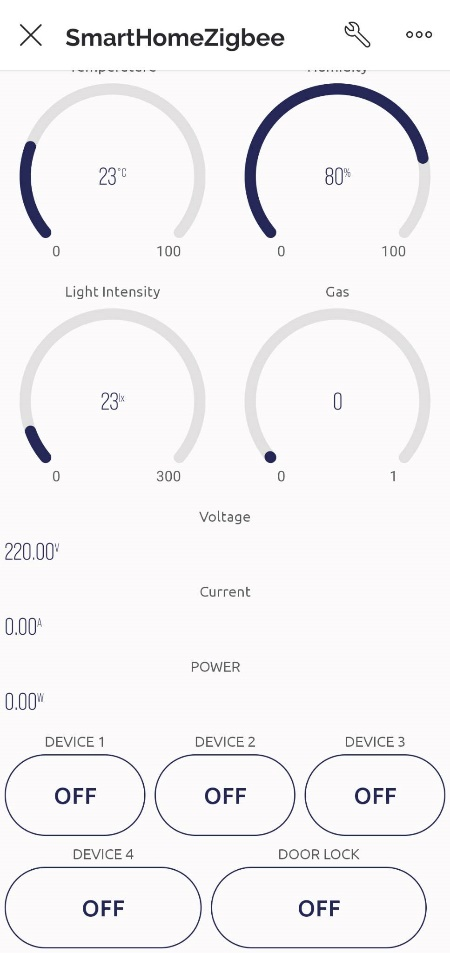 SmartHomeZigbee
Temperature Humidity
23°C 80%
0 100 0 100
Light Intensity Gas
23lx 0
0 300 0 1
Voltage
220.00V
Current
0.00A
POWER
0.00W
DEVICE 1 DEVICE 2 DEVICE 3
OFF OFF OFF
DEVICE 4 DOOR LOCK
OFF OFF